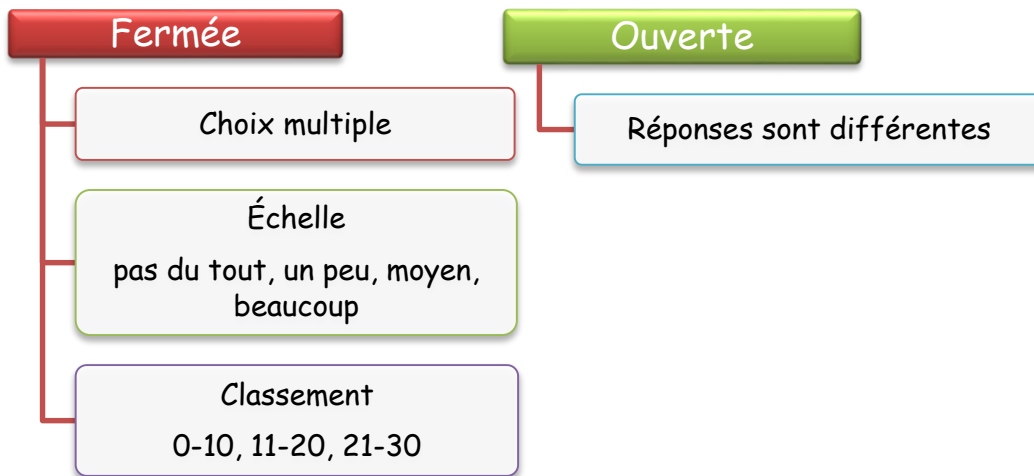 Fermée
Choix multiple
Échelle
pas du tout, un peu, moyen,
beaucoup
Classement
0-10, 11-20, 21-30
Ouverte
Réponses sont différentes